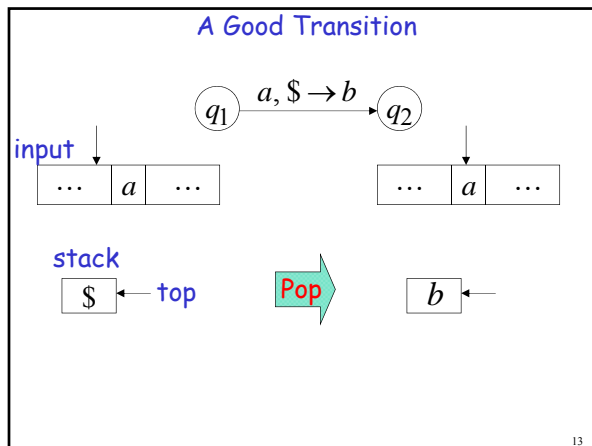 A Good Transition
q1 a, $ → b q2
input
⋯ a ⋯ ⋯ a ⋯
stack
$ top Pop b
13